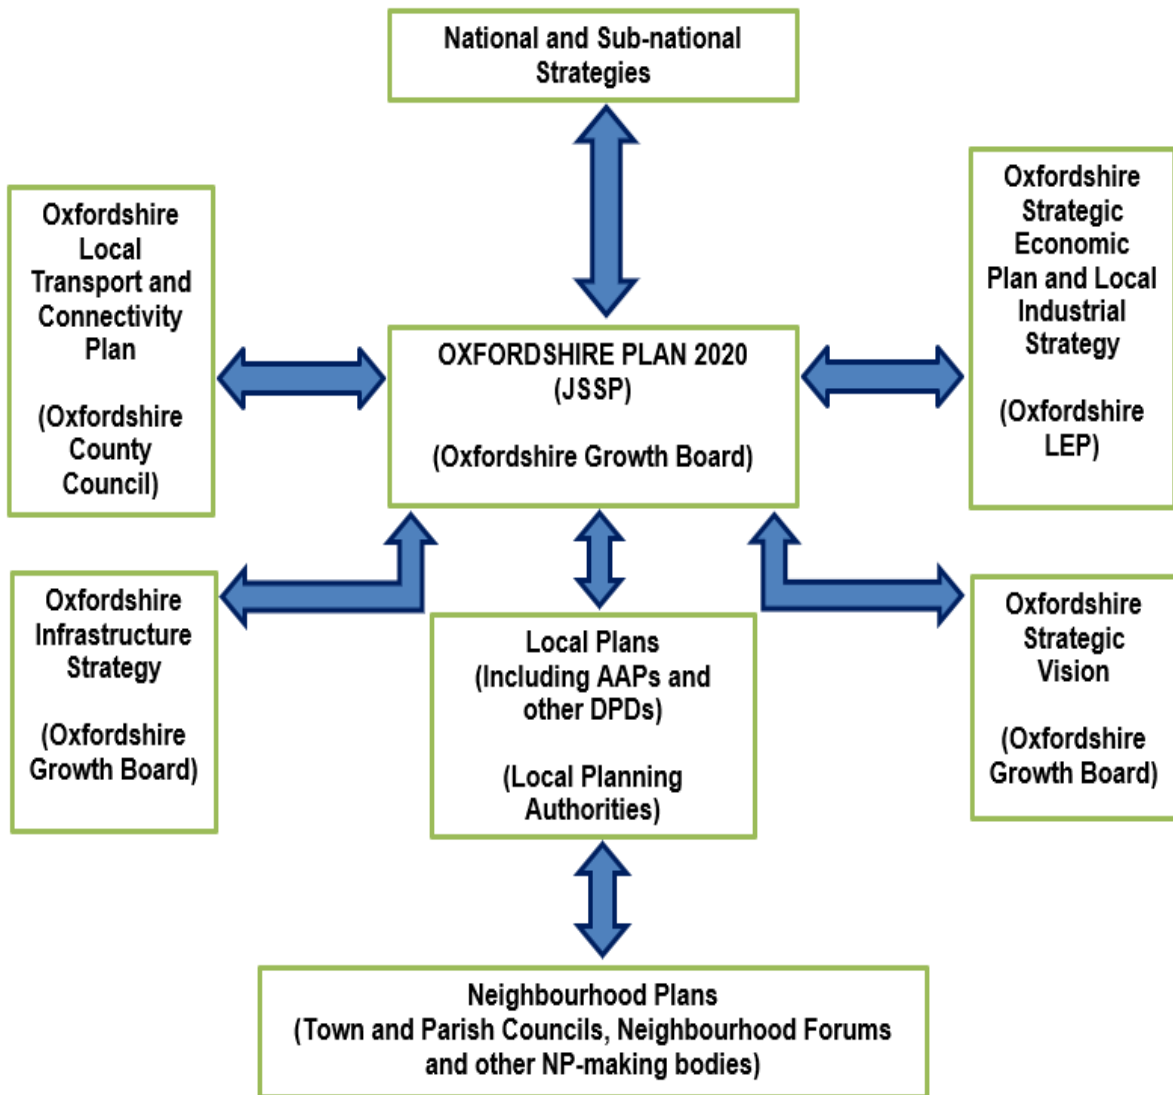 National and Sub-national
Strategies
Oxfordshire
Local
Transport and
Connectivity
Plan
(Oxfordshire
County
Council)
OXFORDSHIRE PLAN 2020
(JSSP)
(Oxfordshire Growth Board)
Oxfordshire
Strategic
Economic
Plan and Local
Industrial
Strategy
(Oxfordshire
LEP)
Oxfordshire
Infrastructure
Strategy
(Oxfordshire
Growth Board)
Local Plans
(Including AAPs and
other DPDs)
(Local Planning
Authorities)
Oxfordshire
Strategic
Vision
(Oxfordshire
Growth Board)
Neighbourhood Plans
(Town and Parish Councils, Neighbourhood Forums
and other NP-making bodies)